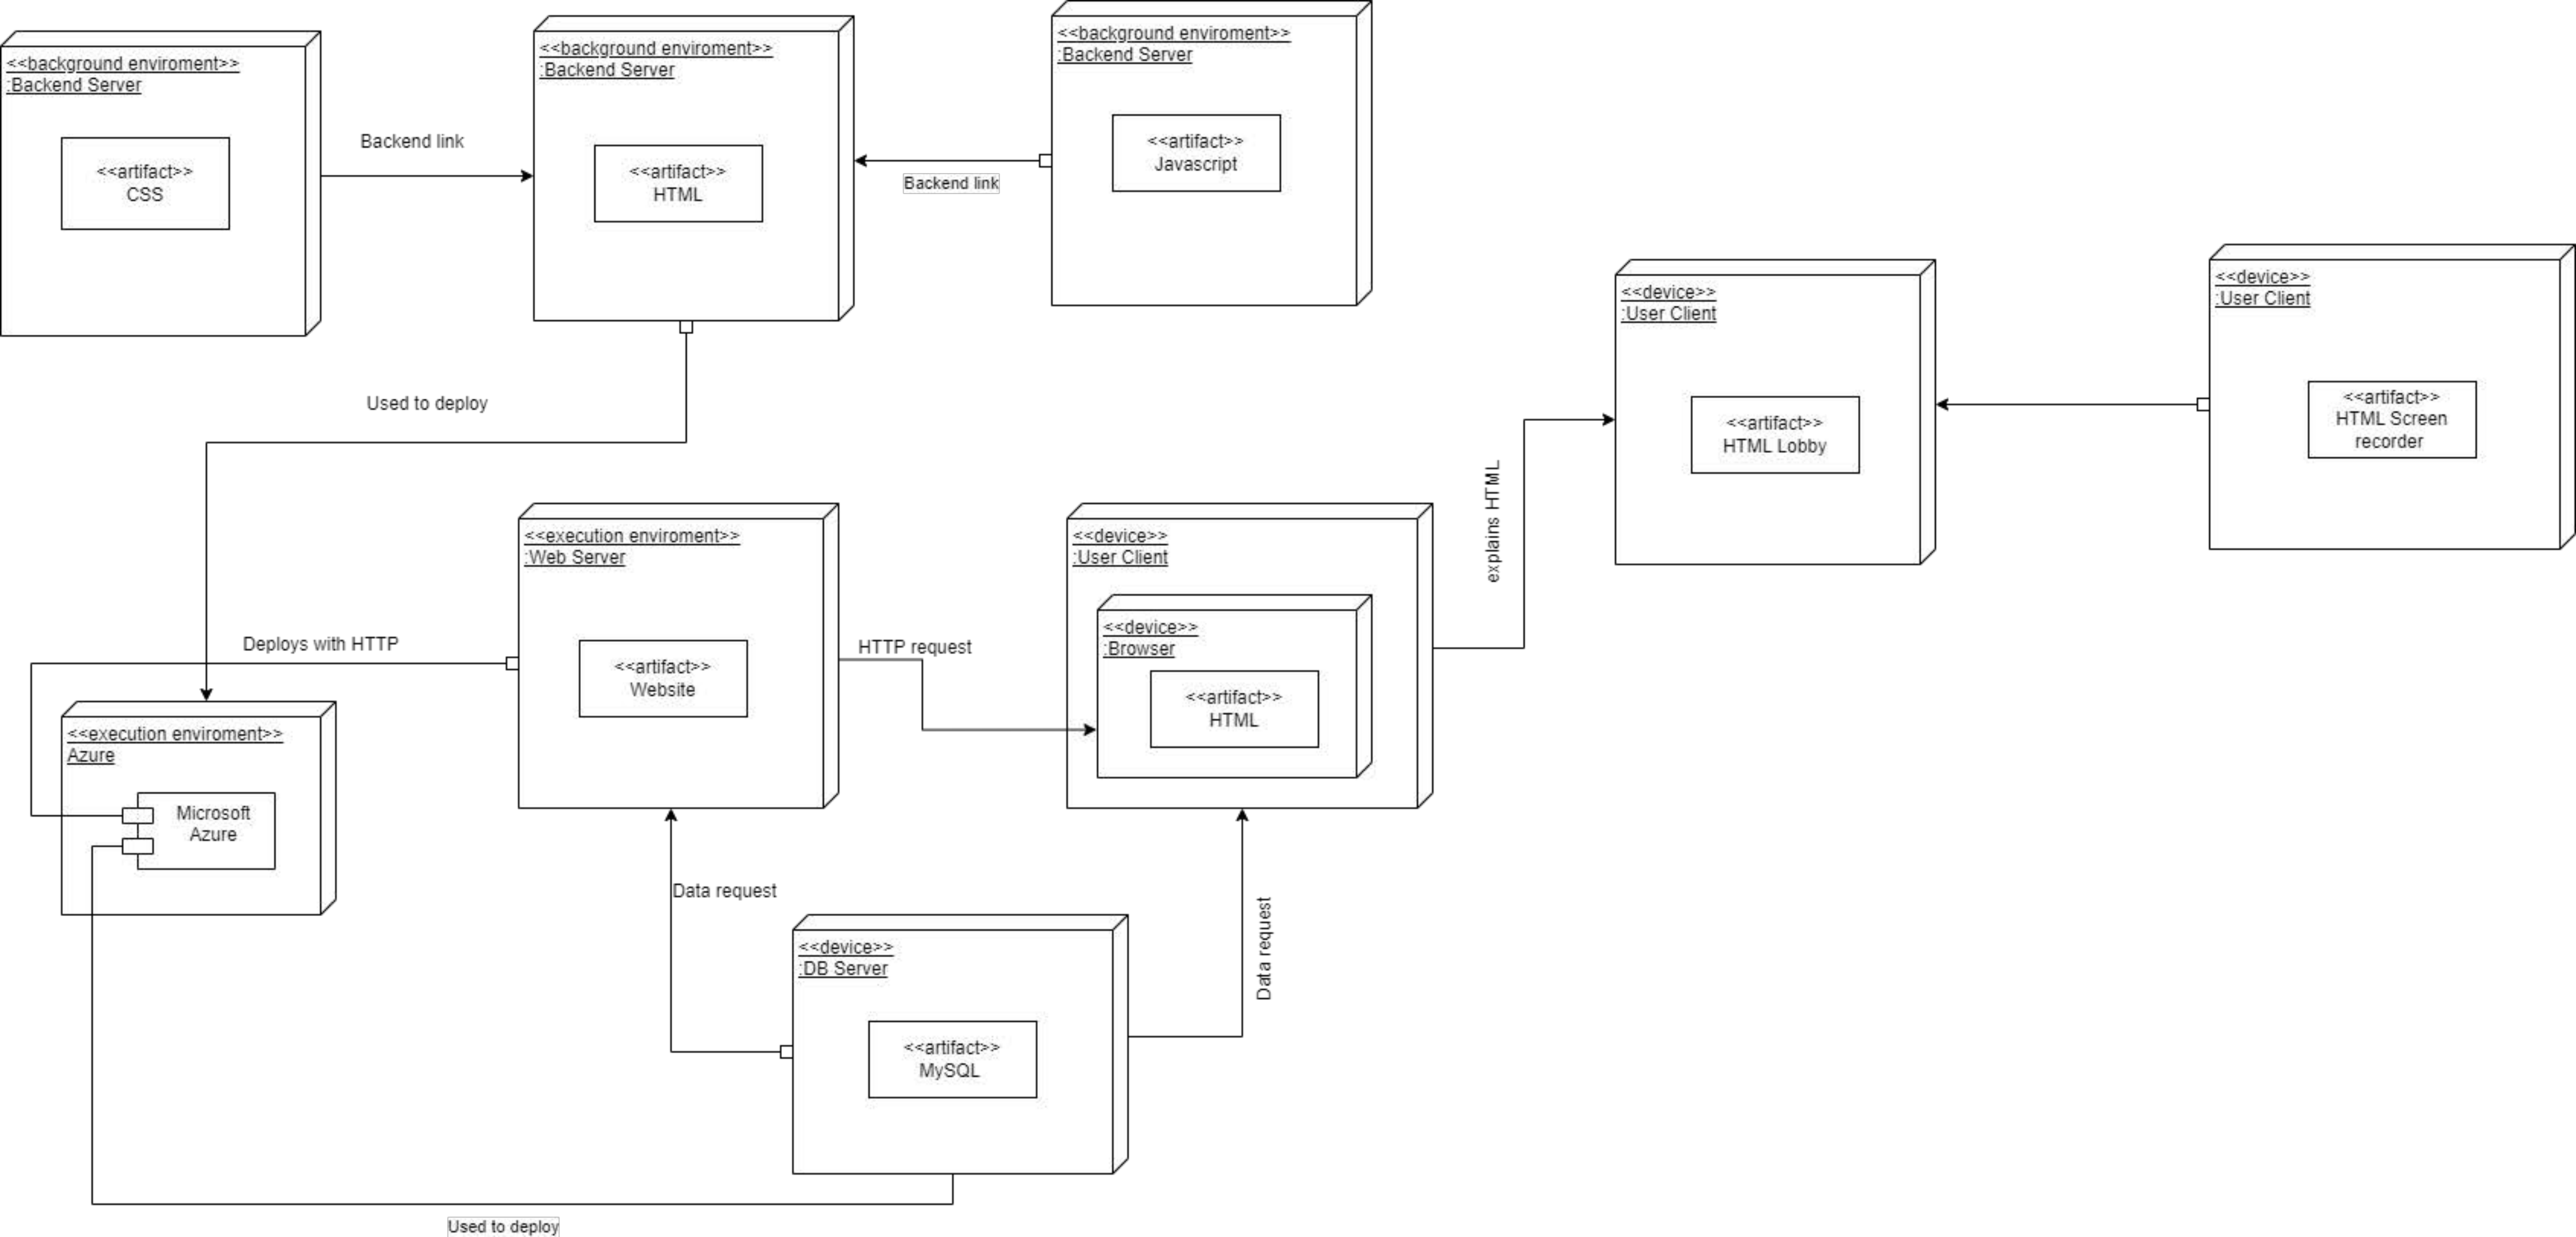 <<background enviroment>>
:Backend Server
<<artifact>>
CSS
Backend link
<<background enviroment>>
:Backend Server
<<artifact>>
HTML
Backend link
<<background enviroment>>
:Backend Server
<<artifact>>
Javascript
<<device>>
:User Client
<<artifact>>
HTML Lobby
<<device>>
:User Client
<<artifact>>
HTML Screen
recorder
Used to deploy
explains HTML
<<execution enviroment>>
:Web Server
<<artifact>>
Website
Deploys with HTTP
HTTP request
<<device>>
:User Client
<<device>>
:Browser
<<artifact>>
HTML
<<execution enviroment>>
Azure
Microsoft
Azure
Data request
Data request
<<device>>
:DB Server
<<artifact>>
MySQL
Used to deploy